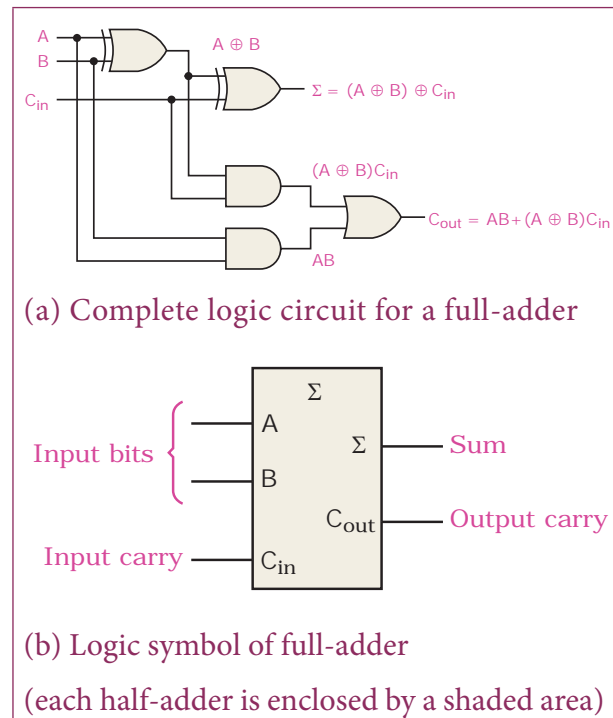 A
A ⊕ B
B
Σ = (A ⊕ B) ⊕ Cin
Cin
(A ⊕ B)Cin
Cout = AB + (A ⊕ B)Cin
AB
(a) Complete logic circuit for a full-adder
Σ
A
Input bits
Σ
Sum
B
Cout
Output carry
Input carry
Cin
(b) Logic symbol of full-adder
(each half-adder is enclosed by a shaded area)